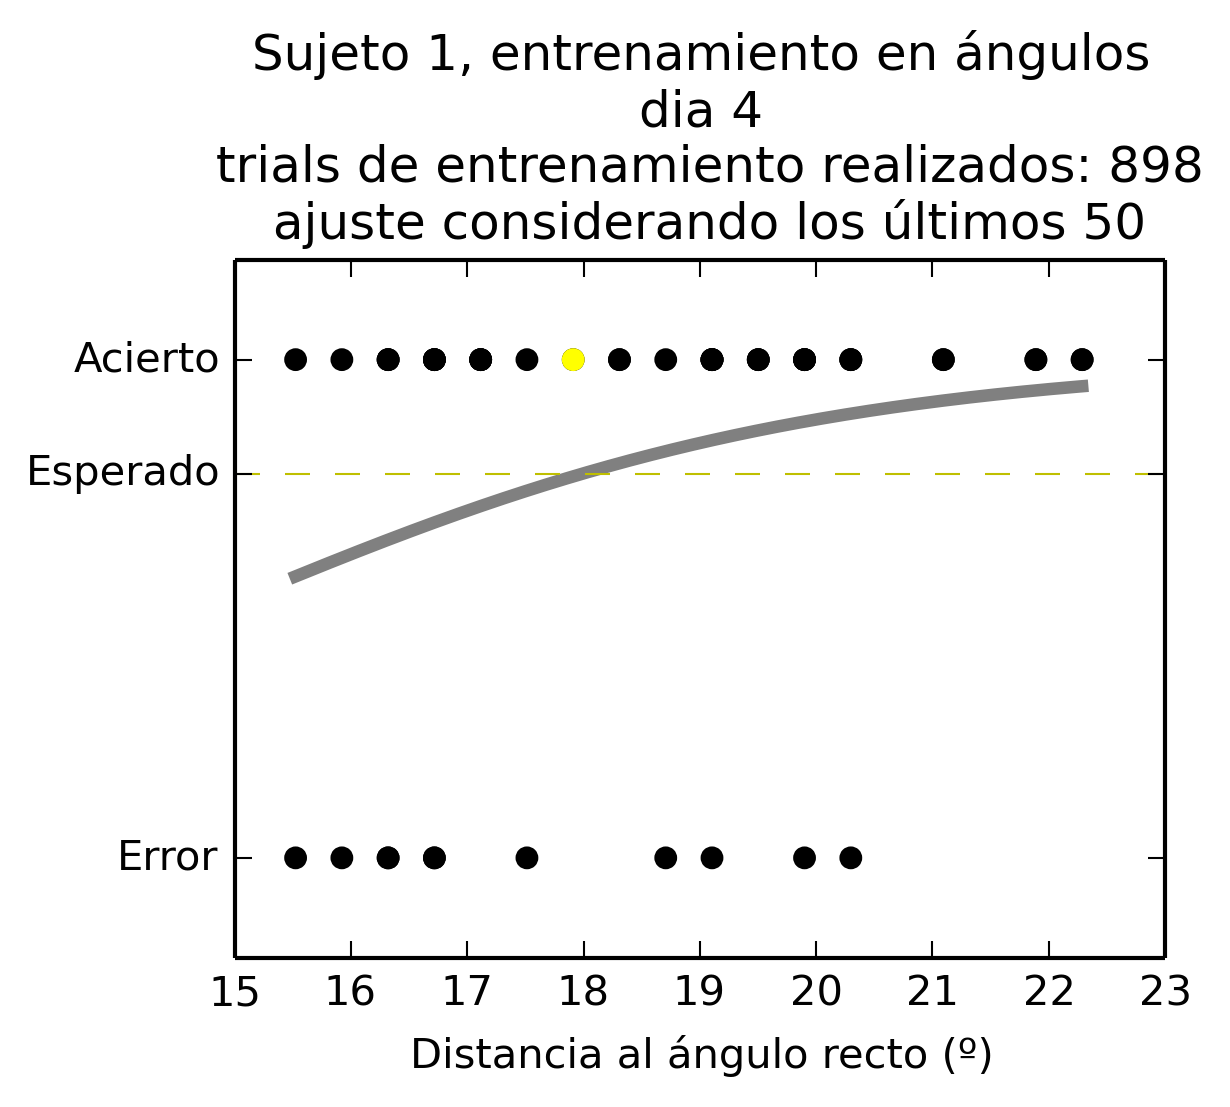 Sujeto 1, entrenamiento en ángulos
dia 4
trials de entrenamiento realizados: 898
ajuste considerando los últimos 50
Acierto
Esperado
Error
15 16 17 18 19 20 21 22 23
Distancia al ángulo recto (º)